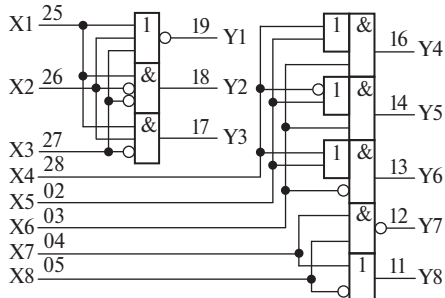 X1 25 1 19 Y1
X2 26 & 18 Y2
X3 27 & 17 Y3
X4 28
X5 02
X6 03
X7 04
X8 05
1 & 16 Y4
1 & 14 Y5
1 & 13 Y6
& 12 Y7
1 11 Y8